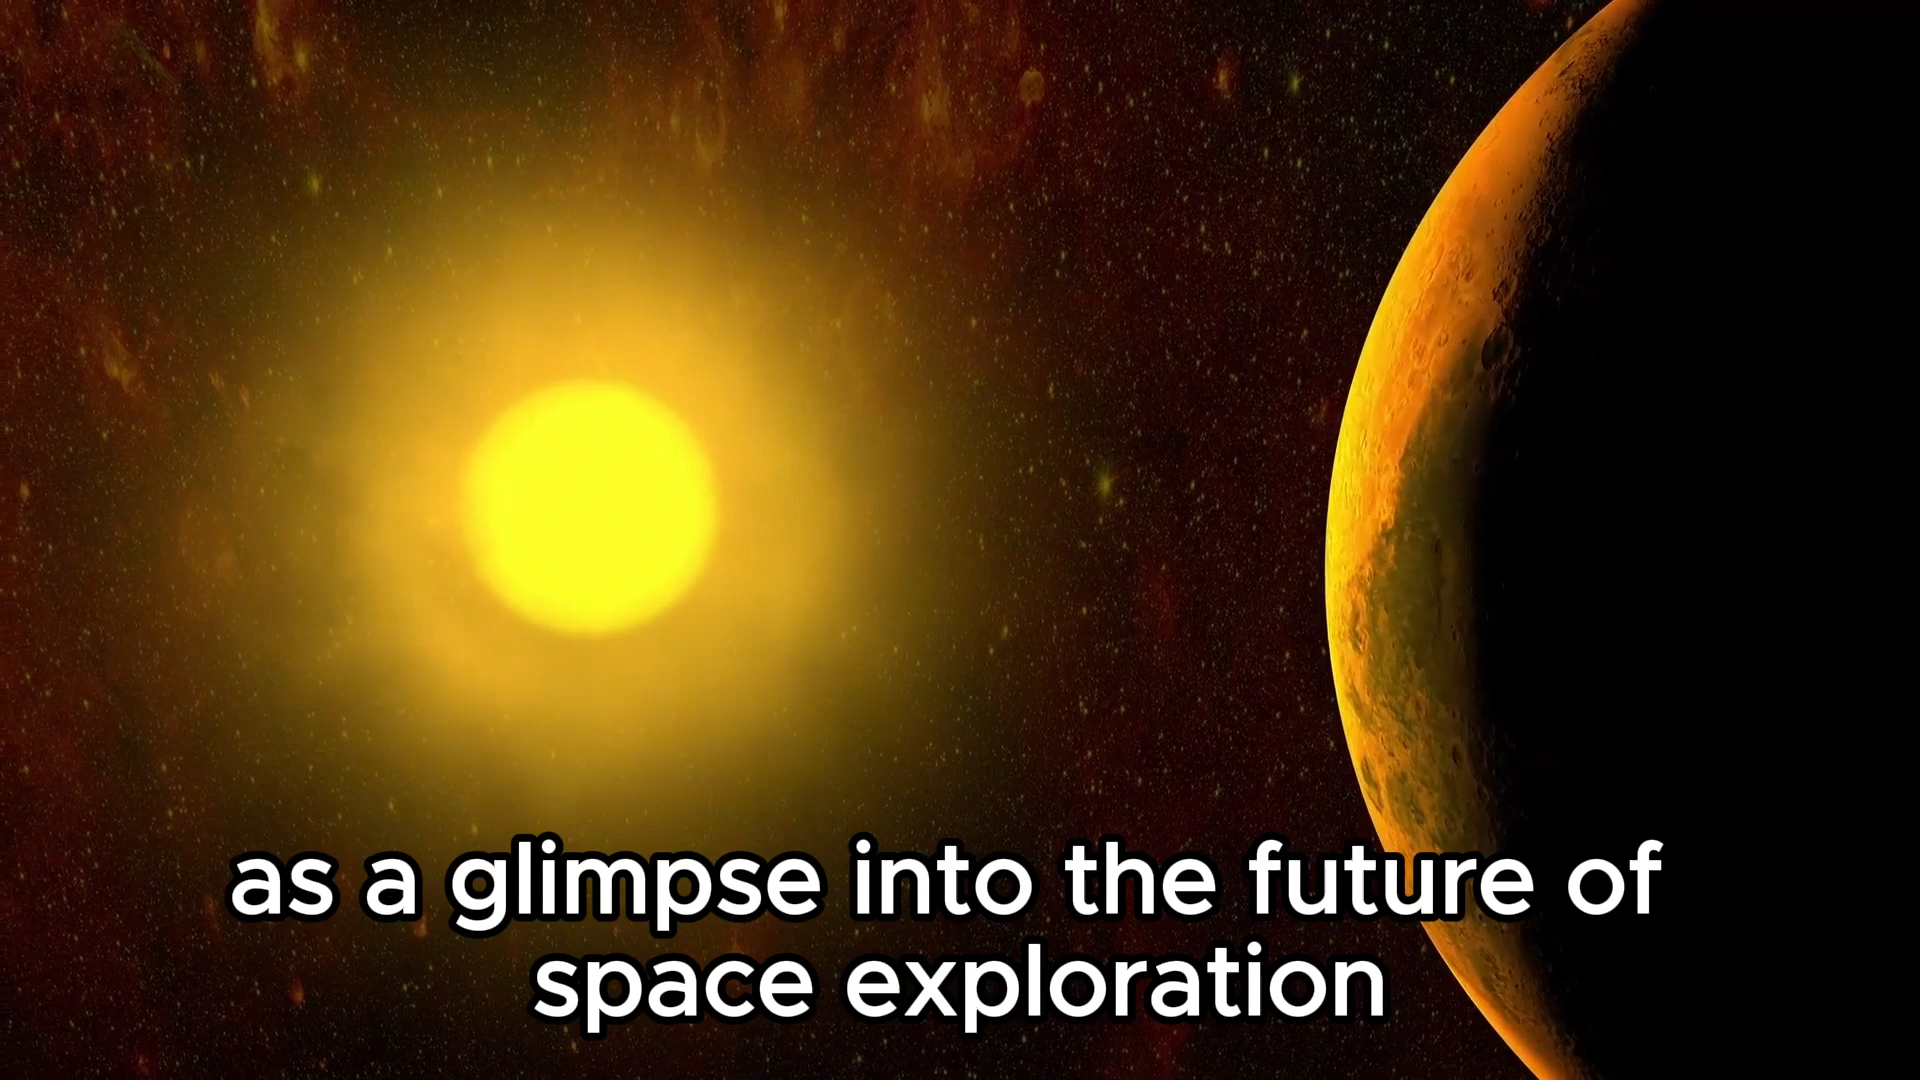 as a glimpse into the future of
space exploration